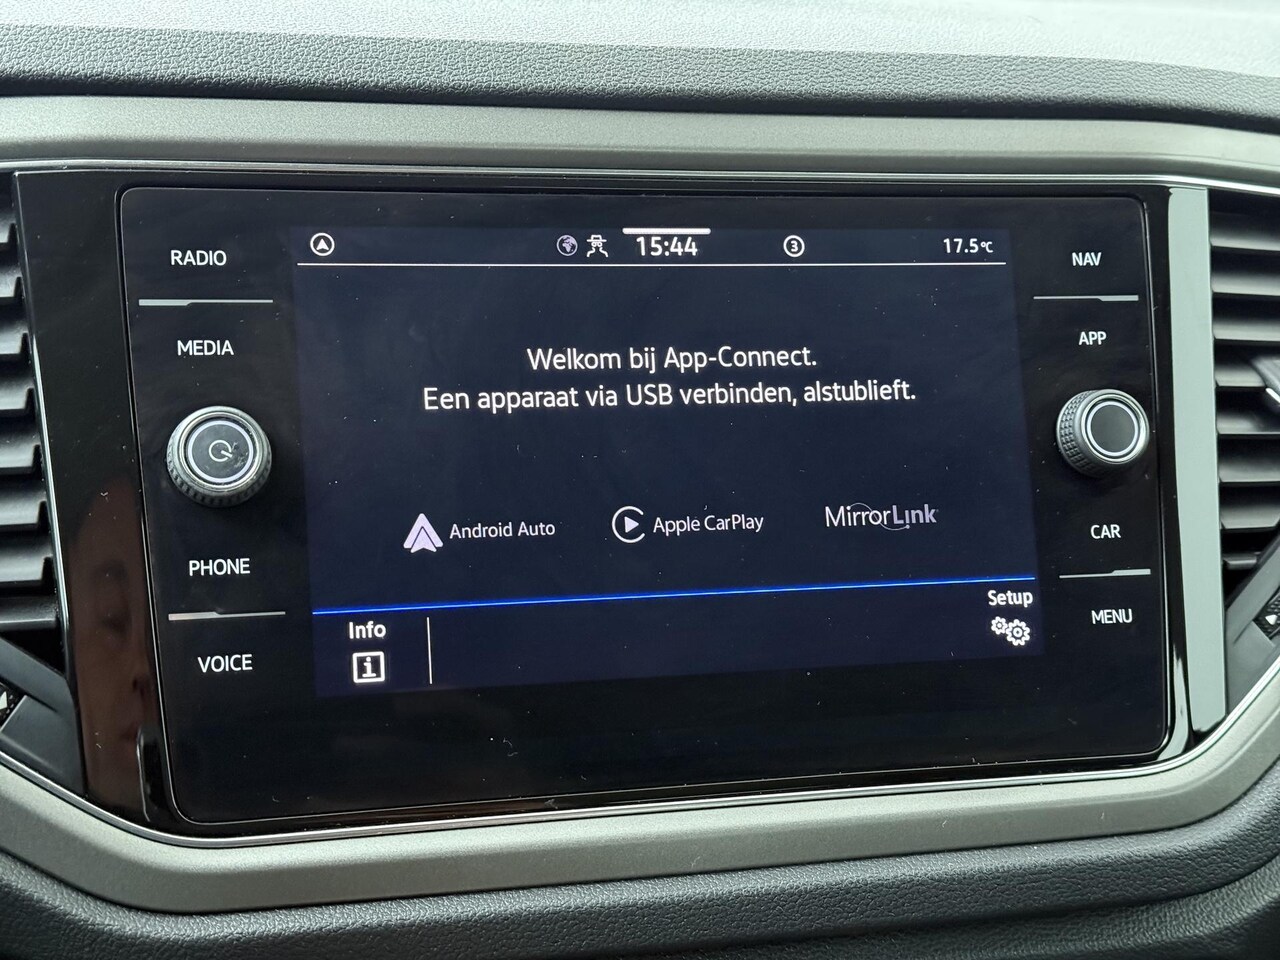 RADIO
MEDIA
PHONE
VOICE
15:44
3
17.5°C
Welkom bij App-Connect.
Een apparaat via USB verbinden, alstublieft.
Android Auto
Apple CarPlay
MirrorLink
Info
Setup
NAV
APP
CAR
MENU